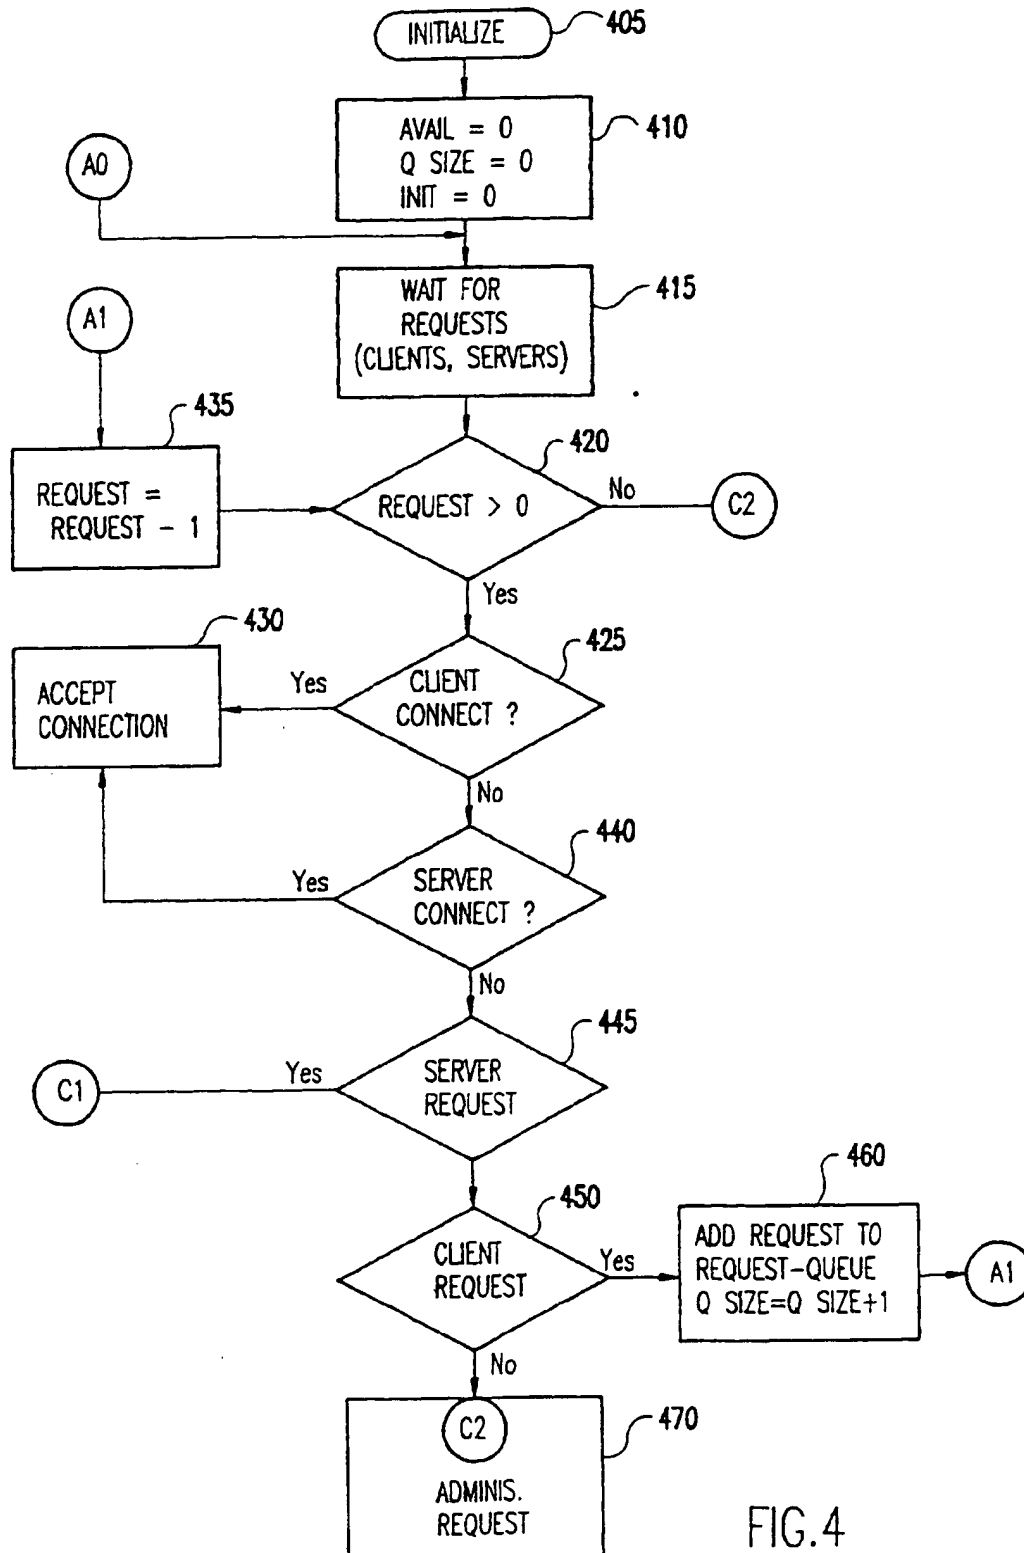 INITIALIZE
405
AVAIL = 0
Q SIZE = 0
INIT = 0
410
A0
WAIT FOR
REQUESTS
(CLIENTS, SERVERS)
415
A1
435
REQUEST =
REQUEST - 1
420
REQUEST > 0
No
C2
Yes
430
ACCEPT
CONNECTION
Yes
CLIENT
CONNECT ?
425
No
Yes
SERVER
CONNECT ?
440
No
C1
Yes
SERVER
REQUEST
445
450
CLIENT
REQUEST
Yes
460
ADD REQUEST TO
REQUEST-QUEUE
Q SIZE=Q SIZE+1
A1
No
C2
470
ADMINIS.
REQUEST
FIG.4